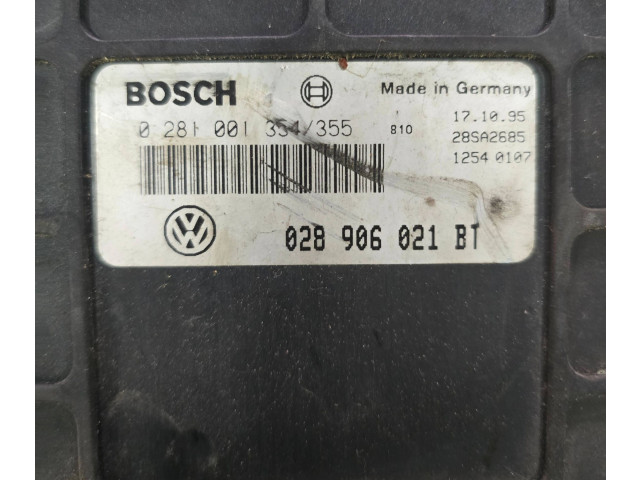 BOSCH
Made in Germany
0 281 001 354/355
810
17.10.95
28SA2685
1254 0107
028 906 021 BT